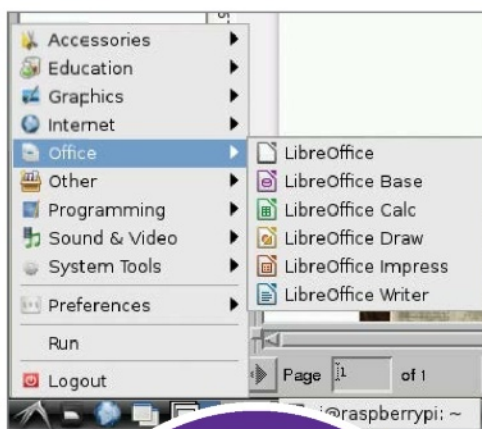 Accessories
Education
Graphics
Internet
Office
Other
Programming
Sound & Video
System Tools
Preferences
Run
Logout
LibreOffice
LibreOffice Base
LibreOffice Calc
LibreOffice Draw
LibreOffice Impress
LibreOffice Writer
Page 1 of 1
@raspberrypi: ~